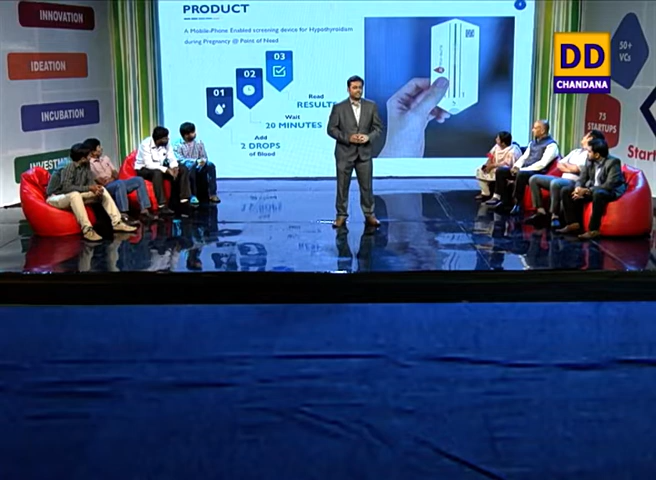 INNOVATION
IDEATION
INCUBATION
PRODUCT
A Mobile-Phone Enabled screening device for Hypothyroidism
during Pregnancy @ Point of Need
03
02
01
Read
RESULT
Wait
20 MINUTES
Add
2 DROPS
of Blood
DD
CHANDANA
50+
VCs
75
STARTUPS
Start
INVESTM